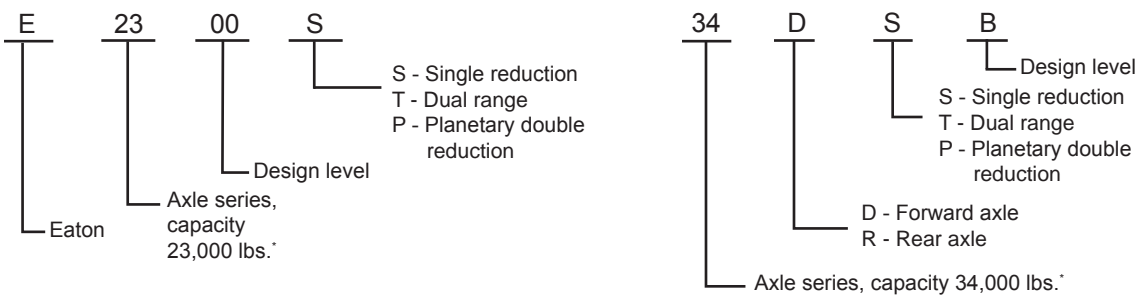 E 23 00 S
S - Single reduction
T - Dual range
P - Planetary double
reduction
Design level
Axle series,
capacity
23,000 lbs.*
Eaton
34 D S B
Design level
S - Single reduction
T - Dual range
P - Planetary double
reduction
D - Forward axle
R - Rear axle
Axle series, capacity 34,000 lbs.*